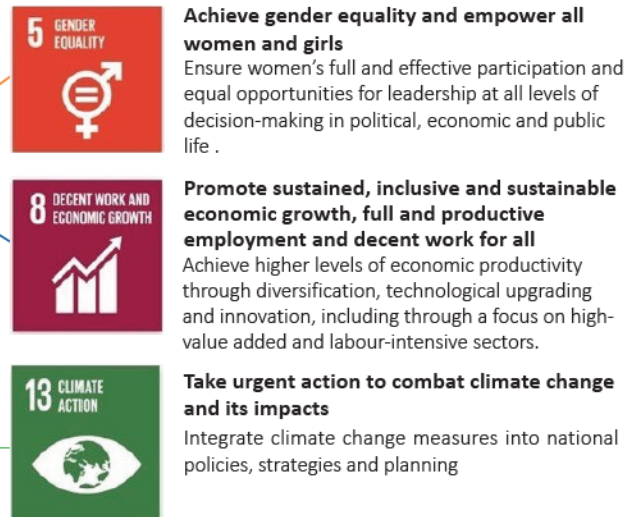 5 GENDER
EQUALITY
Achieve gender equality and empower all
women and girls
Ensure women's full and effective participation and
equal opportunities for leadership at all levels of
decision-making in political, economic and public
life .
8 DECENT WORK AND
ECONOMIC GROWTH
Promote sustained, inclusive and sustainable
economic growth, full and productive
employment and decent work for all
Achieve higher levels of economic productivity
through diversification, technological upgrading
and innovation, including through a focus on high-
value added and labour-intensive sectors.
13 CLIMATE
ACTION
Take urgent action to combat climate change
and its impacts
Integrate climate change measures into national
policies, strategies and planning